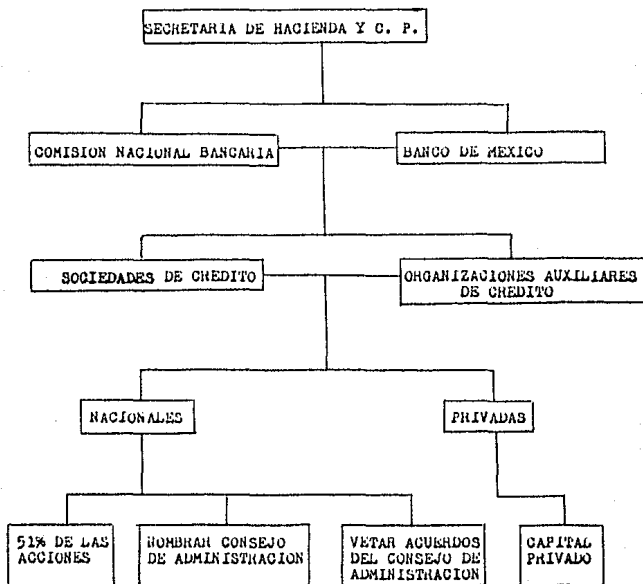 SECRETARIA DE HACIENDA Y C. P.
COMISION NACIONAL BANCARIA
BANCO DE MEXICO
SOCIEDADES DE CREDITO
ORGANIZACIONES AUXILIARES
DE CREDITO
NACIONALES
PRIVADAS
51% DE LAS
ACCIONES
NOMBRAR CONSEJO
DE ADMINISTRACION
VETAR ACUERDOS
DEL CONSEJO DE
ADMINISTRACION
CAPITAL
PRIVADO